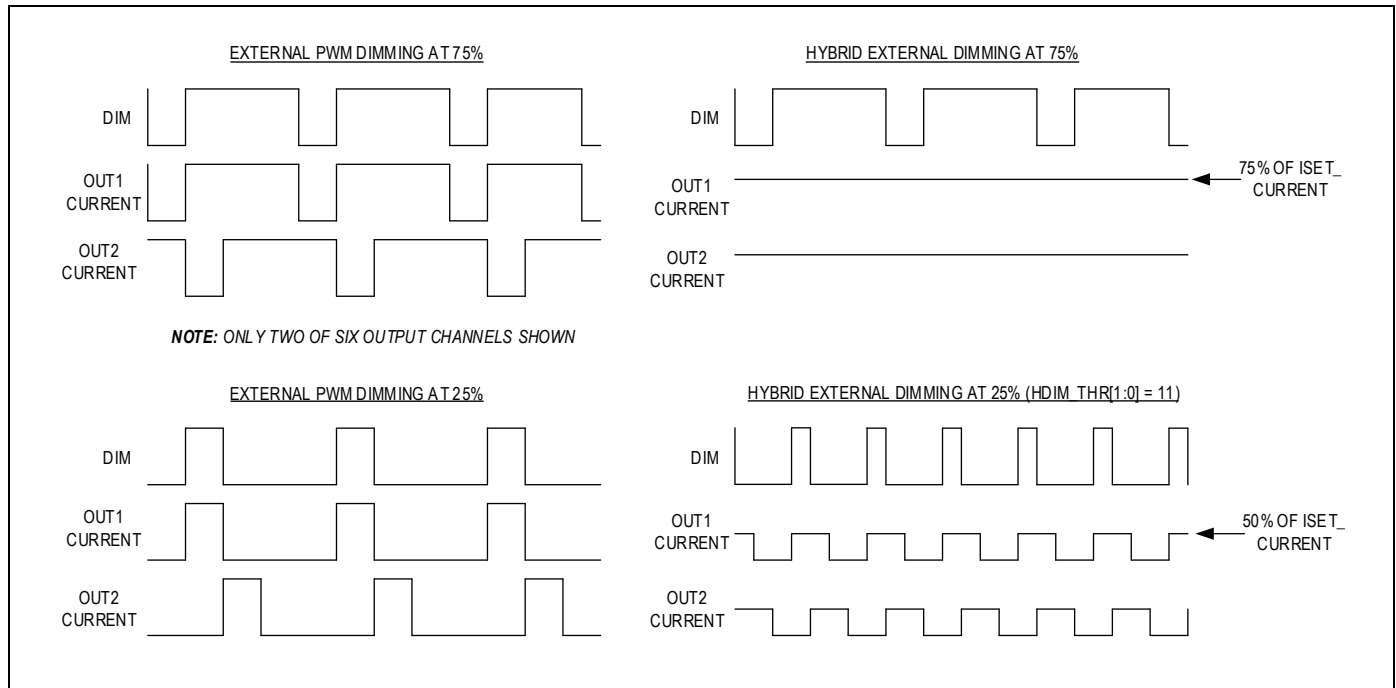 EXTERNAL PWM DIMMING AT 75%
DIM
OUT1
CURRENT
OUT2
CURRENT
NOTE: ONLY TWO OF SIX OUTPUT CHANNELS SHOWN
HYBRID EXTERNAL DIMMING AT 75%
DIM
OUT1
CURRENT
75% OF ISET_
CURRENT
OUT2
CURRENT
EXTERNAL PWM DIMMING AT 25%
DIM
OUT1
CURRENT
OUT2
CURRENT
HYBRID EXTERNAL DIMMING AT 25% (HDIM_THR[1:0] = 11)
DIM
OUT1
CURRENT
50% OF ISET_
CURRENT
OUT2
CURRENT